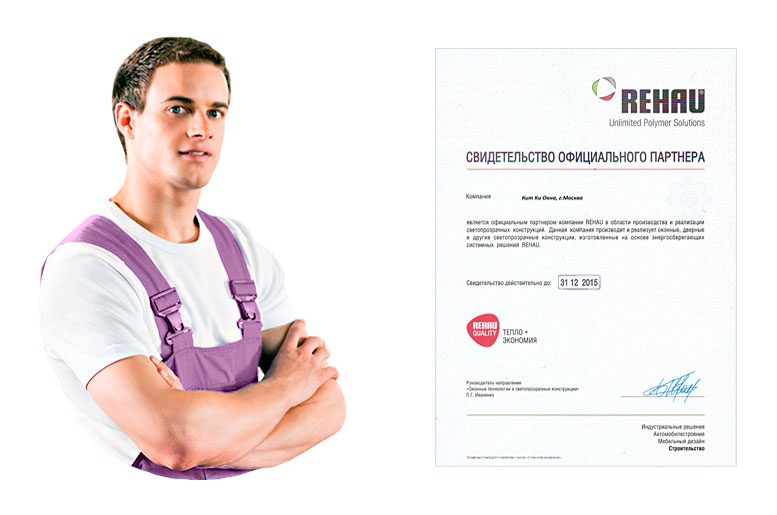 REHAU
Unlimited Polymer Solutions
СВИДЕТЕЛЬСТВО ОФИЦИАЛЬНОГО ПАРТНЕРА
Компания Кит Ки Окна, г.Москва
является официальным партнером компании REHAU в области производства и реализации
светопрозрачных конструкций. Данная компания производит и реализует оконные, дверные
и другие светопрозрачные конструкции, изготовленные на основе энергосберегающих
системных решений REHAU.
Свидетельство действительно до: 31 12 2015
REHAU
QUALITY
ТЕПЛО +
ЭКОНОМИЯ
Руководитель направления
«Оконные технологии и светопрозрачные конструкции»
П.Г. Иваненко
Индустриальные решения
Автомобилестроение
Мебельный дизайн
Строительство